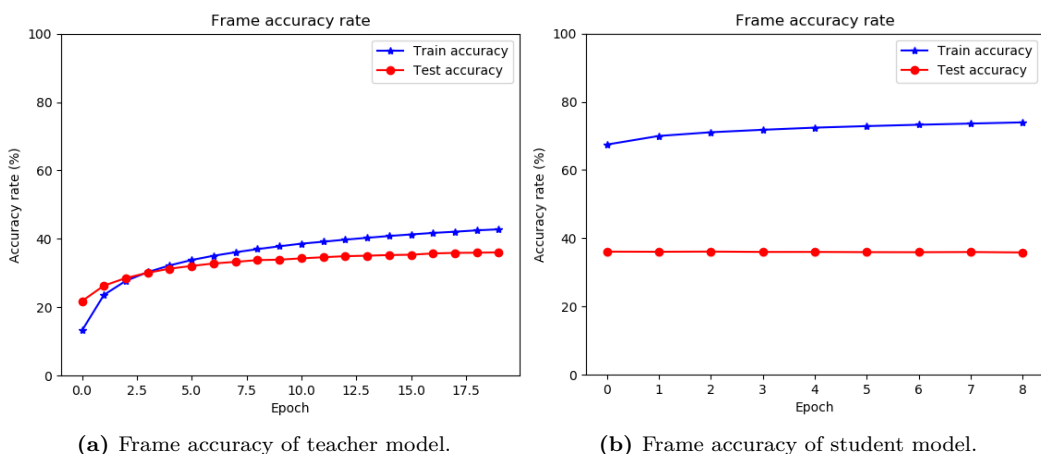 Frame accuracy rate
100
80
60
40
20
0
Accuracy rate (%)
0.0 2.5 5.0 7.5 10.0 12.5 15.0 17.5
Epoch
Train accuracy
Test accuracy
(a) Frame accuracy of teacher model.
Frame accuracy rate
100
80
60
40
20
0
Accuracy rate (%)
0 1 2 3 4 5 6 7 8
Epoch
Train accuracy
Test accuracy
(b) Frame accuracy of student model.